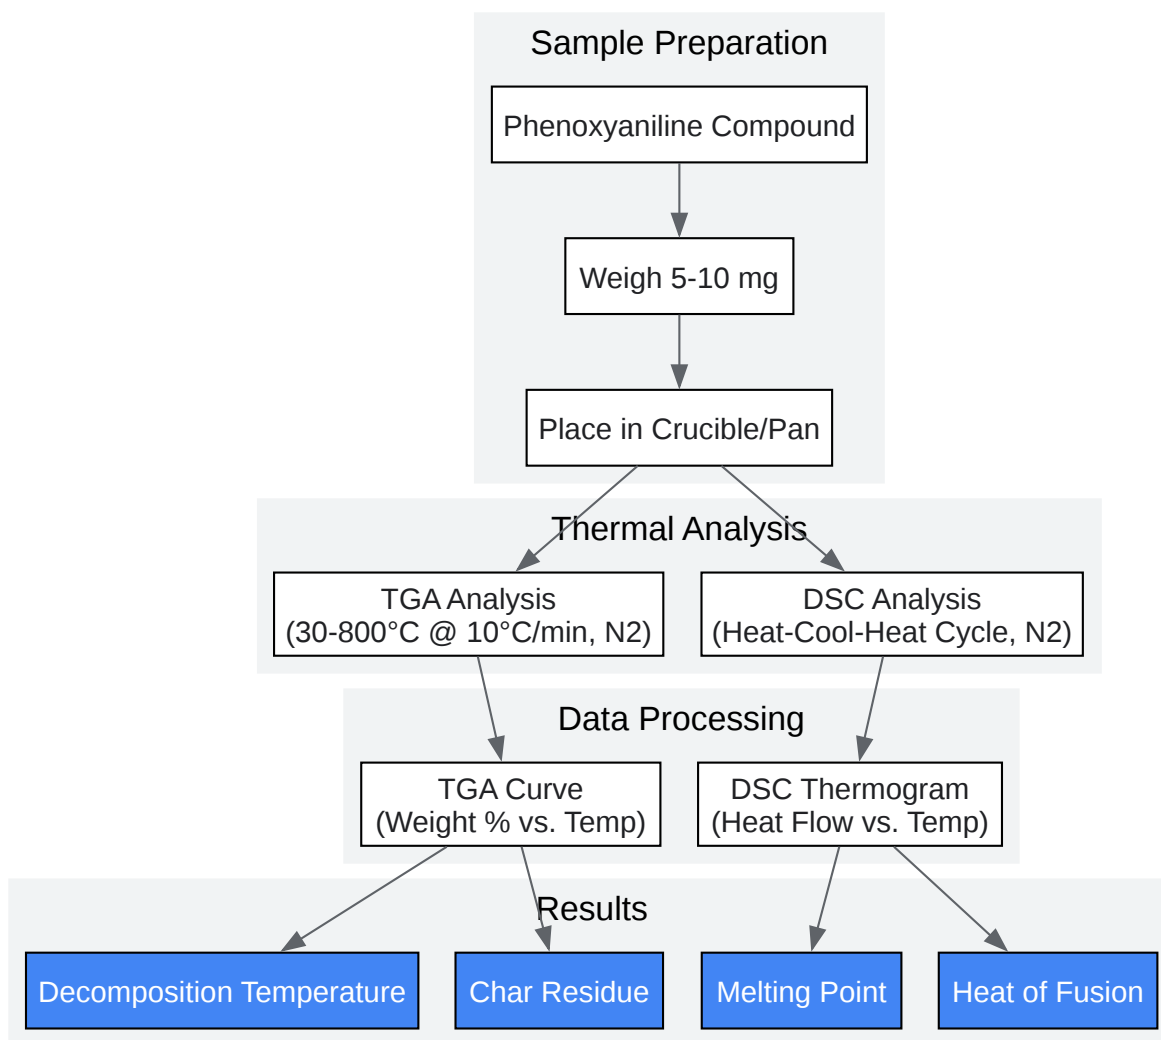 Sample Preparation
Phenoxyaniline Compound
Weigh 5-10 mg
Place in Crucible/Pan
Thermal Analysis
TGA Analysis
(30-800°C @ 10°C/min, N2)
DSC Analysis
(Heat-Cool-Heat Cycle, N2)
Data Processing
TGA Curve
(Weight % vs. Temp)
DSC Thermogram
(Heat Flow vs. Temp)
Results
Decomposition Temperature
Char Residue
Melting Point
Heat of Fusion